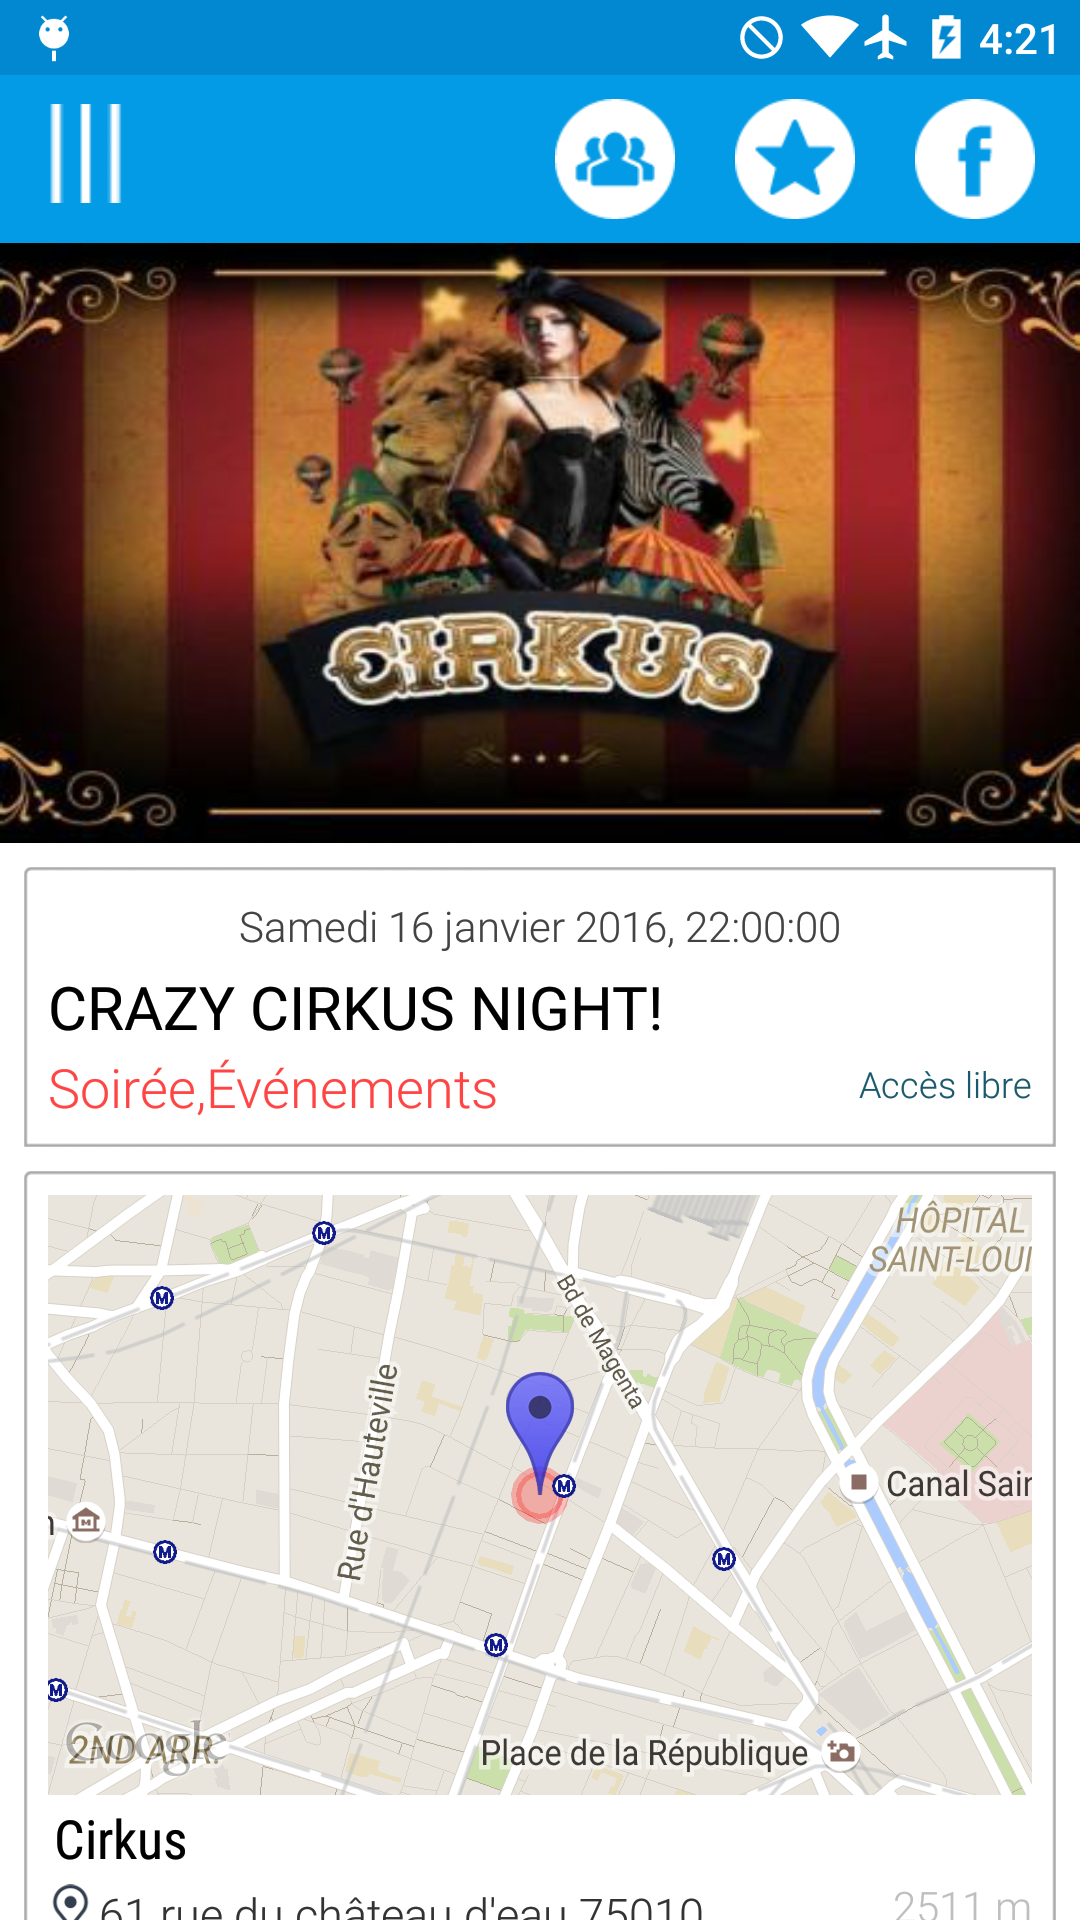 4:21
f
CIRKUS
Samedi 16 janvier 2016, 22:00:00
CRAZY CIRKUS NIGHT!
Soirée,Événements
Accès libre
HÔPITAL
SAINT-LOUI
M
M
Bd de Magenta
Rue d'Hauteville
M
Canal Sair
n
M
M
M
M
Google
2ND ARR.
Place de la République
Cirkus
61 rue du château d'eau 75010
2511 m